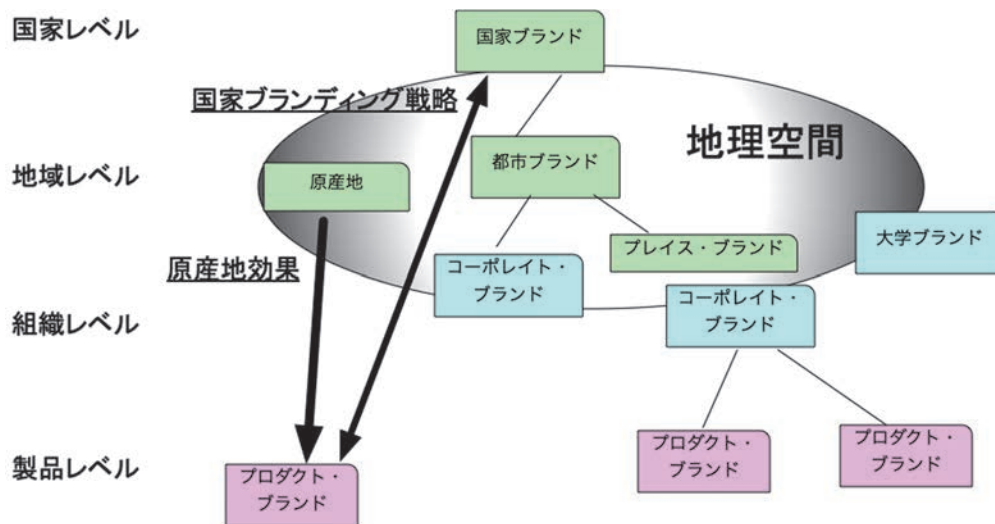 国家レベル
国家ブランド
国家ブランディング戦略
地理空間
地域レベル
都市ブランド
原産地
大学ブランド
プレイス・ブランド
原産地効果
コーポレイト・
ブランド
コーポレイト・
ブランド
組織レベル
プロダクト・
ブランド
プロダクト・
ブランド
製品レベル
プロダクト・
ブランド